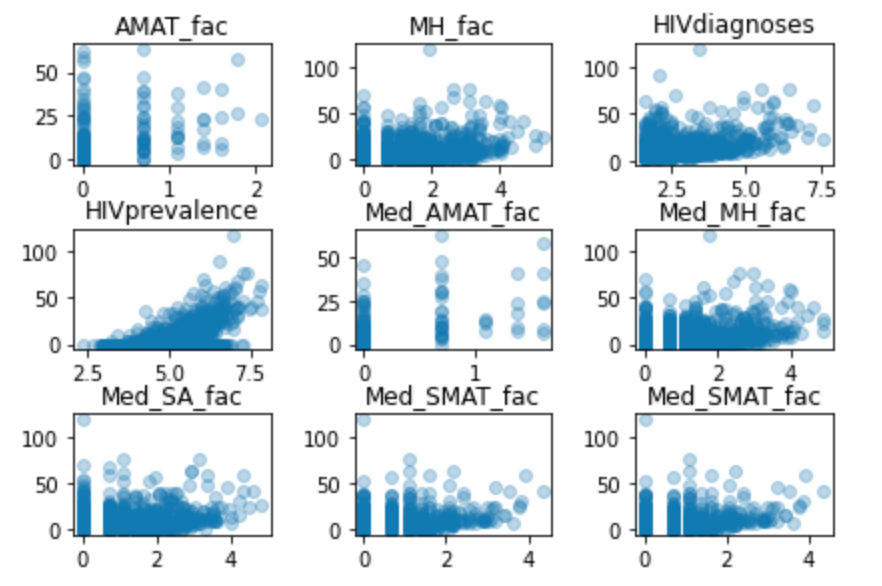 AMAT_fac MH_fac HIVdiagnoses
50 100 100
25 50 50
0 0 0
0 1 2 0 2 4 2.5 5.0 7.5
HIVprevalence Med_AMAT_fac Med_MH_fac
100 50 100
50 25 50
0 0 0
2.5 5.0 7.5 0 1 0 2 4
Med_SA_fac Med_SMAT_fac Med_SMAT_fac
100 100 100
50 50 50
0 0 0
0 2 4 0 2 4 0 2 4